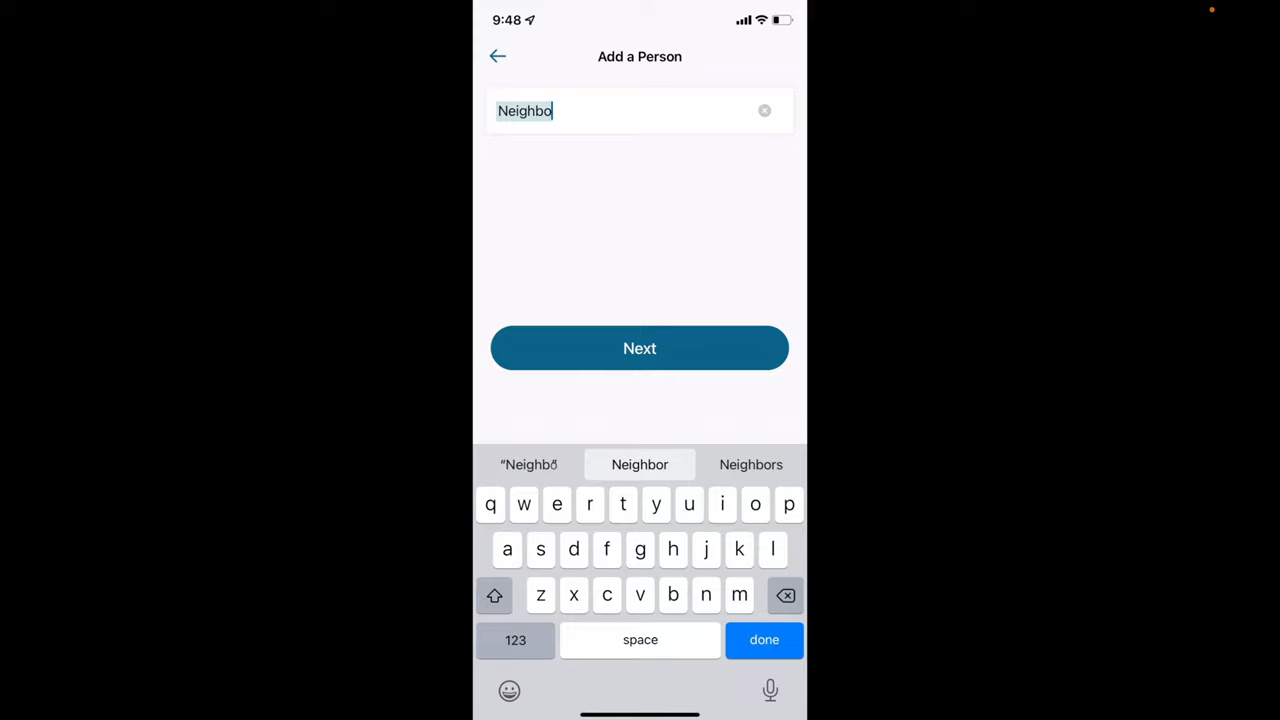 9:48
Add a Person
Neighbo
Next
"Neighbo" Neighbor Neighbors
q w e r t y u i o p
a s d f g h j k l
z x c v b n m
123 space done